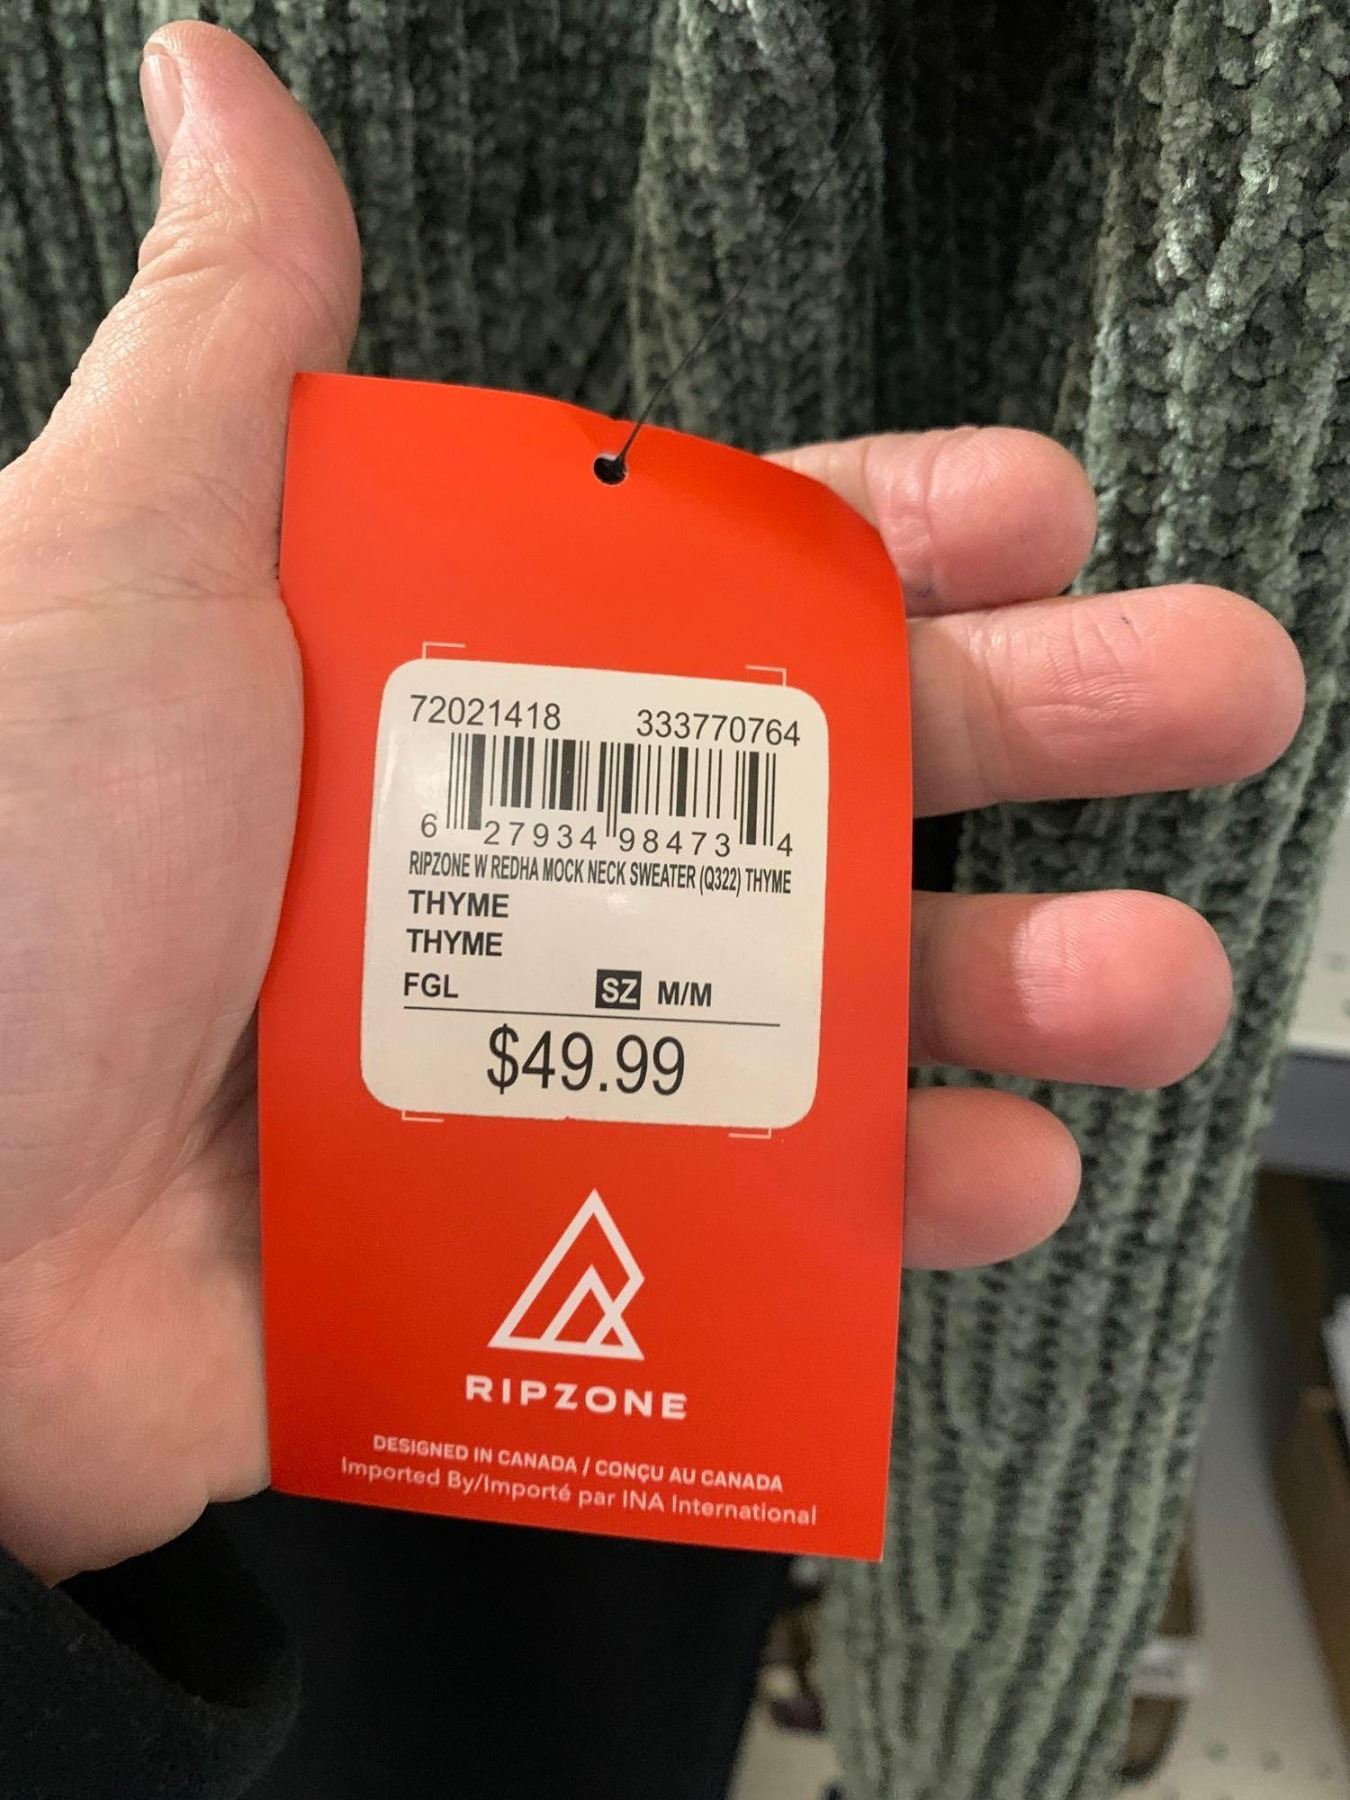 72021418 333770764
6 27934 98473 4
RIPZONE W REDHA MOCK NECK SWEATER (Q322) THYME
THYME
THYME
FGL SZ M/M
$49.99
RIPZONE
DESIGNED IN CANADA / CONÇU AU CANADA
Imported By/Importé par INA International